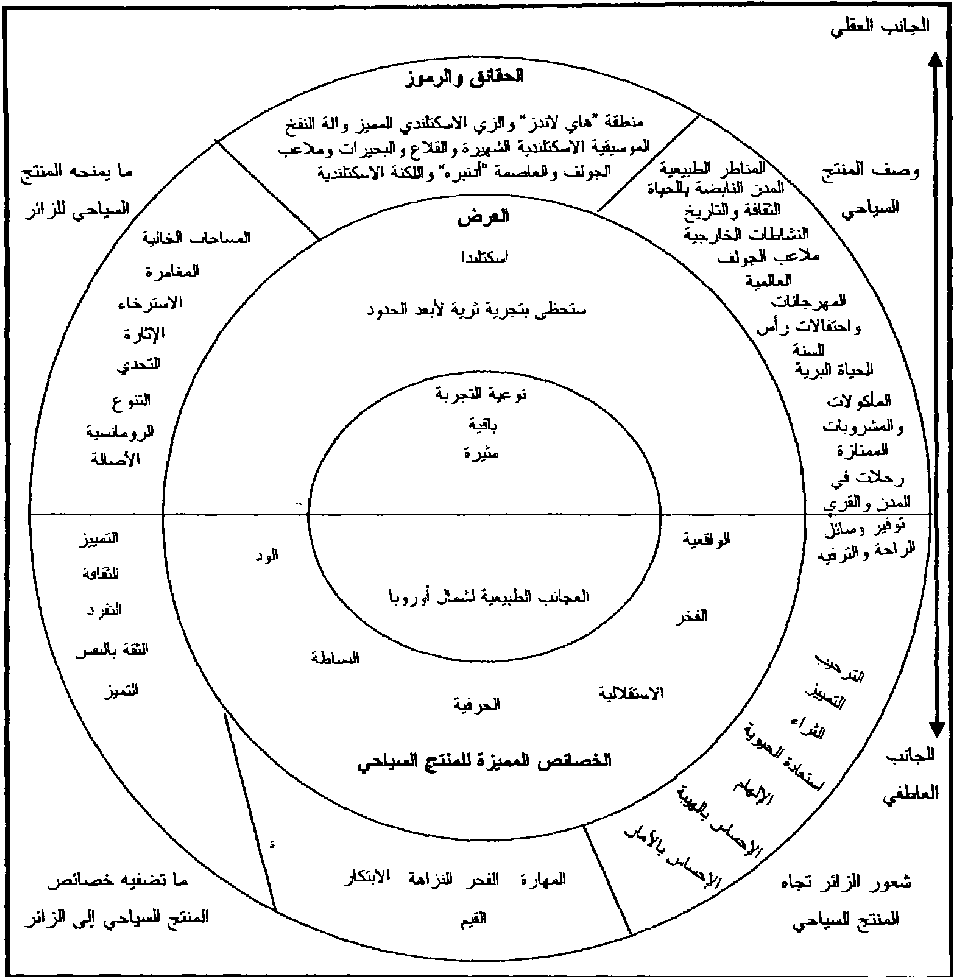 الجانب العقلي
الحقائق والرموز
منطقة "هاي لاندز" والزي الاسكتلندي المميز وآلة النفخ
الموسيقية الاسكتلندية الشهيرة والقلاع والبحيرات وملاعب
الجولف والعاصمة "أدنبره" واللكنة الاسكتلندية
وصف المنتج
السياحي
المناظر الطبيعية
المدن النابضة بالحياة
الثقافة والتاريخ
النشاطات الخارجية
ملاعب الجولف
العالمية
المهرجانات
واحتفالات رأس
السنة
الحياة البرية
المأكولات
والمشروبات
الممتازة
رحلات في
المدن والقرى
توفير وسائل
الراحة والترفيه
ما يمنحه المنتج
السياحي للزائر
المساحات الخالية
المغامرة
الاسترخاء
الإثارة
التحدي
التنوع
الرومانسية
الأصالة
العرض
اسكتلندا
ستحظى بتجربة ثرية لأبعد الحدود
نوعية التجربة
باقية
مثيرة
العجائب الطبيعية لشمال أوروبا
الواقعية
الفخر
الاستقلالية
الحرفية
البساطة
الود
الخصائص المميزة للمنتج السياحي
التمييز
الثقافة
التفرد
الثقة بالنفس
التميز
الترحيب
التمييز
الثراء
استعادة الحيوية
الإلهام
الإحساس بالهيبة
الإحساس بالأمان
المهارة الفخر النزاهة الابتكار
القيم
الجانب
العاطفي
شعور الزائر تجاه
المنتج السياحي
ما تضفيه خصائص
المنتج السياحي إلى الزائر